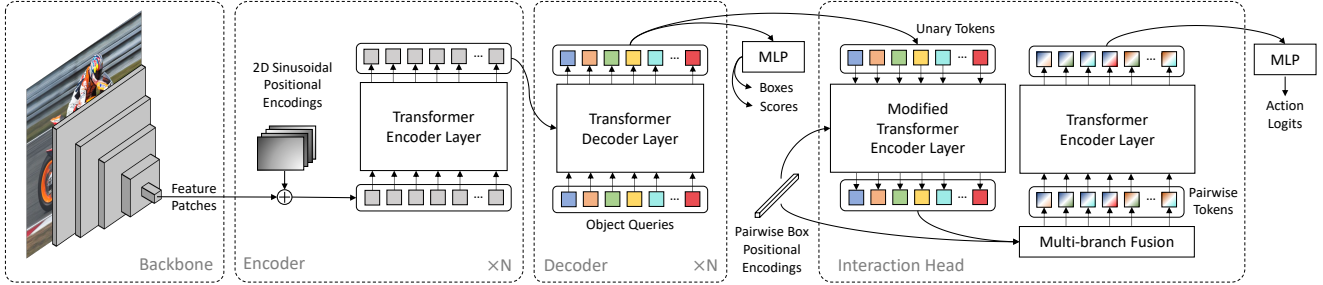 Feature
Patches
Backbone
2D Sinusoidal
Positional
Encodings
Transformer
Encoder Layer
Encoder
×N
Transformer
Decoder Layer
Object Queries
Decoder
×N
MLP
Boxes
Scores
Pairwise Box
Positional
Encodings
Unary Tokens
Modified
Transformer
Encoder Layer
Interaction Head
Transformer
Encoder Layer
Pairwise
Tokens
Multi-branch Fusion
MLP
Action
Logits